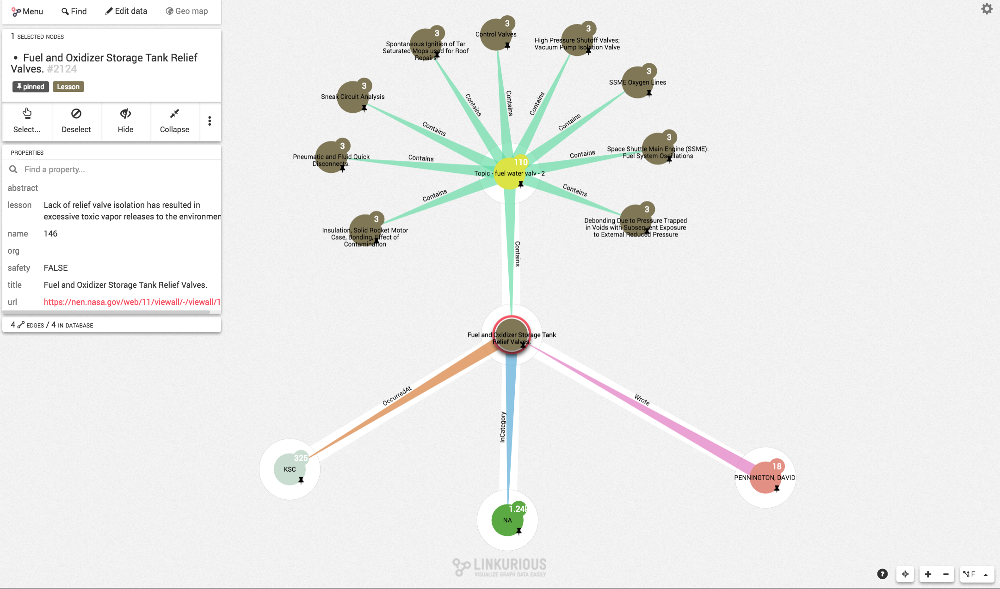 Menu
Find
Edit data
Geo map
1 SELECTED NODES
• Fuel and Oxidizer Storage Tank Relief
Valves. #2124
pinned
Lesson
Select...
Deselect
Hide
Collapse
PROPERTIES
Find a property...
abstract
lesson Lack of relief valve isolation has resulted in
excessive toxic vapor releases to the environmen
name 146
org
safety FALSE
title Fuel and Oxidizer Storage Tank Relief Valves.
url https://nen.nasa.gov/web/11/viewall/-/viewall/1
4 EDGES / 4 IN DATABASE
3
Spontaneous Ignition of Tar
Saturated Mops used for Roof
Repairs
3
Control Valves
3
High Pressure Shutoff Valves;
Vacuum Pump Isolation Valve
3
SSME Oxygen Lines
3
Sneak Circuit Analysis
3
Space Shuttle Main Engine (SSME):
Fuel System Oscillations
3
Pneumatic and Fluid Quick
Disconnects.
3
Insulation, Solid Rocket Motor
Case, Bonding, Effect of
Contamination
3
Debonding Due to Pressure Trapped
in Voids with Subsequent Exposure
to External Reduced Pressure
110
Topic - fuel water valv - 2
Contains
Contains
Contains
Contains
Contains
Contains
Contains
Contains
Contains
Contains
Fuel and Oxidizer Storage Tank
Relief Valves.
OccurredAt
InCategory
Wrote
325
KSC
1.24k
NA
18
PENNINGTON, DAVID
LINKURIOUS
VISUALIZE GRAPH DATA EASILY
?
F